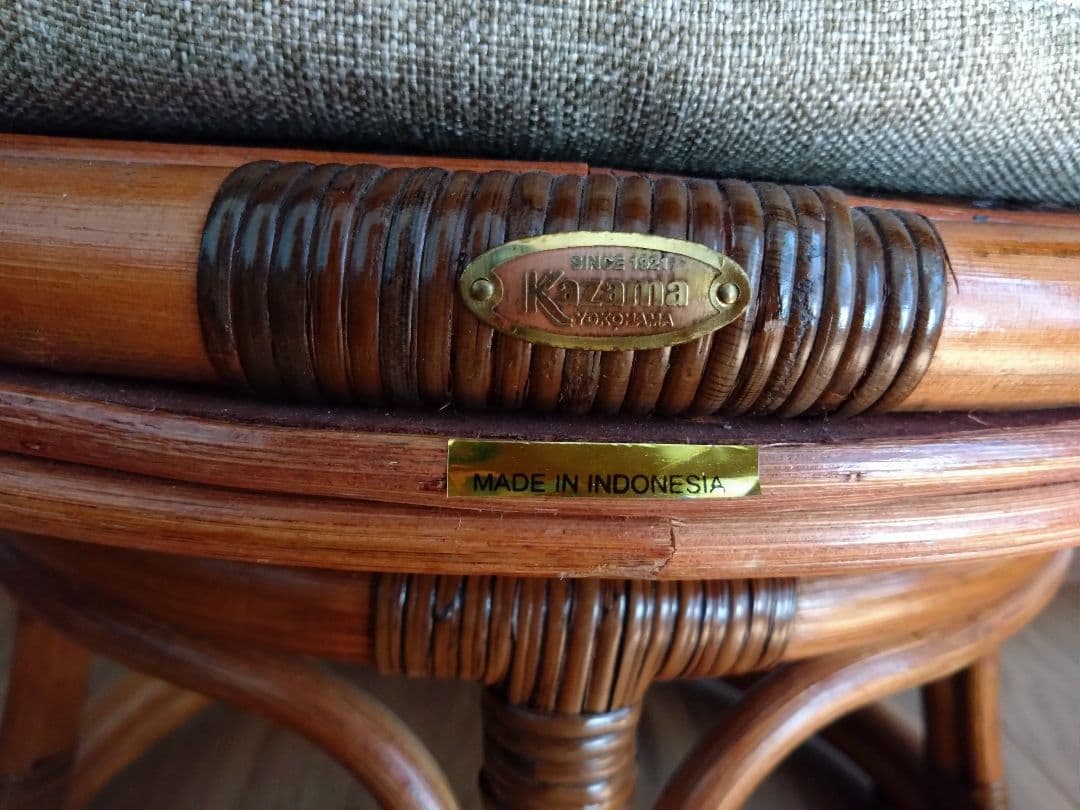 SINCE 1921
Kazama
YOKOHAMA
MADE IN INDONESIA